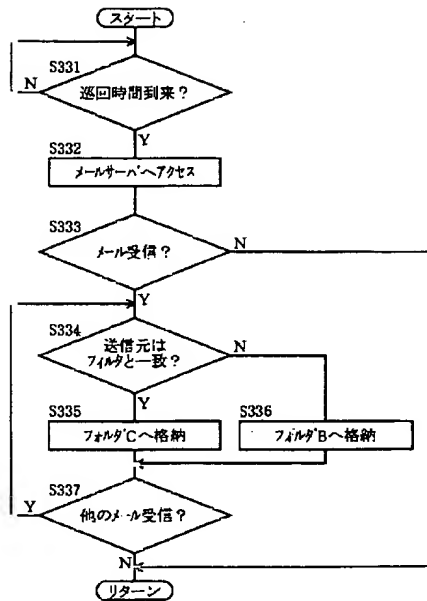 スタート
S331
N
巡回時間到来？
Y
S332
メールサーバへアクセス
S333
N
メール受信？
Y
S334
送信元は
フィルタと一致？
N
Y
S335
フォルダCへ格納
S336
フォルダBへ格納
S337
Y
他のメール受信？
N
リターン